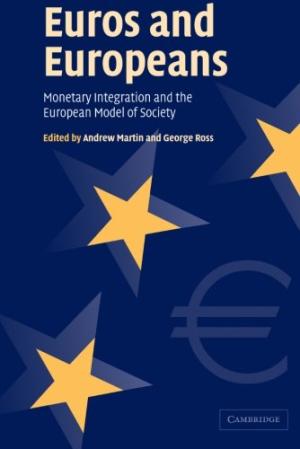 Euros and
Europeans
Monetary Integration and the
European Model of Society
Edited by Andrew Martin and George Ross
€
CAMBRIDGE